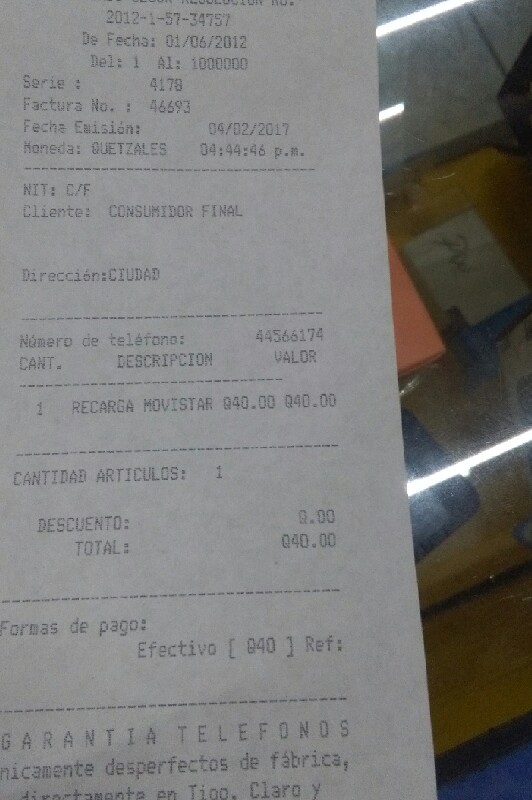 RESOLUCION NO.
2012-1-57-34757
De Fecha: 01/06/2012
Del: 1 Al: 1000000
Serie : 4178
Factura No. : 46693
Fecha Emisión: 04/02/2017
Moneda: QUETZALES 04:44:46 p.m.
NIT: C/F
Cliente: CONSUMIDOR FINAL
Dirección:CIUDAD
Número de teléfono: 44566174
CANT. DESCRIPCION VALOR
1 RECARGA MOVISTAR Q40.00 Q40.00
CANTIDAD ARTICULOS: 1
DESCUENTO: 0.00
TOTAL: Q40.00
Formas de pago:
Efectivo [ Q40 ] Ref:
GARANTIA TELEFONOS
nicamente desperfectos de fábrica,
directamente en Tigo, Claro y